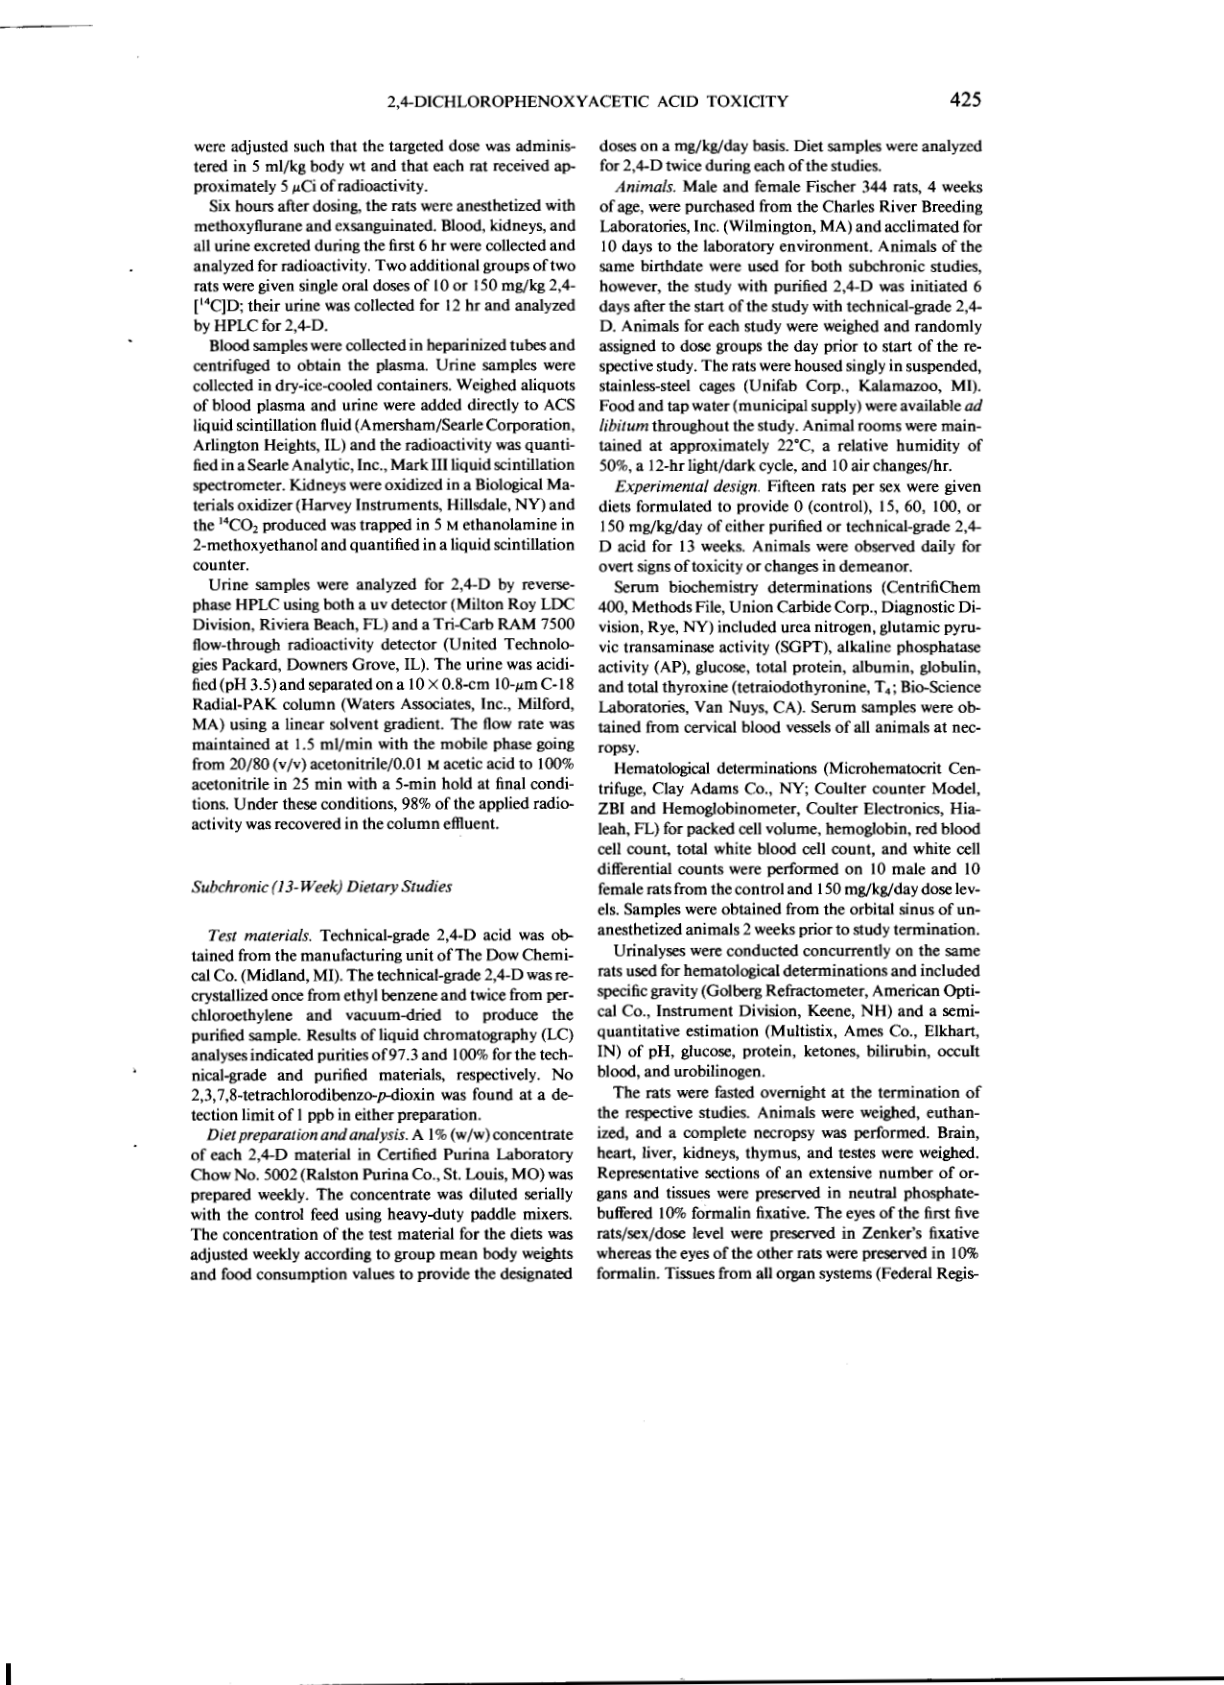 2,4-DICHLOROPHENOXYACETIC ACID TOXICITY 425
were adjusted such that the targeted dose was adminis-
tered in 5 ml/kg body wt and that each rat received ap-
proximately 5 μCi of radioactivity.
Six hours after dosing, the rats were anesthetized with
methoxyflurane and exsanguinated. Blood, kidneys, and
all urine excreted during the first 6 hr were collected and
analyzed for radioactivity. Two additional groups of two
rats were given single oral doses of 10 or 150 mg/kg 2,4-
[¹⁴C]D; their urine was collected for 12 hr and analyzed
by HPLC for 2,4-D.
Blood samples were collected in heparinized tubes and
centrifuged to obtain the plasma. Urine samples were
collected in dry-ice-cooled containers. Weighed aliquots
of blood plasma and urine were added directly to ACS
liquid scintillation fluid (Amersham/Searle Corporation,
Arlington Heights, IL) and the radioactivity was quanti-
fied in a Searle Analytic, Inc., Mark III liquid scintillation
spectrometer. Kidneys were oxidized in a Biological Ma-
terials oxidizer (Harvey Instruments, Hillsdale, NY) and
the ¹⁴CO₂ produced was trapped in 5 M ethanolamine in
2-methoxyethanol and quantified in a liquid scintillation
counter.
Urine samples were analyzed for 2,4-D by reverse-
phase HPLC using both a uv detector (Milton Roy LDC
Division, Riviera Beach, FL) and a Tri-Carb RAM 7500
flow-through radioactivity detector (United Technolo-
gies Packard, Downers Grove, IL). The urine was acidi-
fied (pH 3.5) and separated on a 10 × 0.8-cm 10-μm C-18
Radial-PAK column (Waters Associates, Inc., Milford,
MA) using a linear solvent gradient. The flow rate was
maintained at 1.5 ml/min with the mobile phase going
from 20/80 (v/v) acetonitrile/0.01 M acetic acid to 100%
acetonitrile in 25 min with a 5-min hold at final condi-
tions. Under these conditions, 98% of the applied radio-
activity was recovered in the column effluent.
Subchronic (13-Week) Dietary Studies
Test materials. Technical-grade 2,4-D acid was ob-
tained from the manufacturing unit of The Dow Chemi-
cal Co. (Midland, MI). The technical-grade 2,4-D was re-
crystallized once from ethyl benzene and twice from per-
chloroethylene and vacuum-dried to produce the
purified sample. Results of liquid chromatography (LC)
analyses indicated purities of 97.3 and 100% for the tech-
nical-grade and purified materials, respectively. No
2,3,7,8-tetrachlorodibenzo-p-dioxin was found at a de-
tection limit of 1 ppb in either preparation.
Diet preparation and analysis. A 1% (w/w) concentrate
of each 2,4-D material in Certified Purina Laboratory
Chow No. 5002 (Ralston Purina Co., St. Louis, MO) was
prepared weekly. The concentrate was diluted serially
with the control feed using heavy-duty paddle mixers.
The concentration of the test material for the diets was
adjusted weekly according to group mean body weights
and food consumption values to provide the designated
doses on a mg/kg/day basis. Diet samples were analyzed
for 2,4-D twice during each of the studies.
Animals. Male and female Fischer 344 rats, 4 weeks
of age, were purchased from the Charles River Breeding
Laboratories, Inc. (Wilmington, MA) and acclimated for
10 days to the laboratory environment. Animals of the
same birthdate were used for both subchronic studies,
however, the study with purified 2,4-D was initiated 6
days after the start of the study with technical-grade 2,4-
D. Animals for each study were weighed and randomly
assigned to dose groups the day prior to start of the re-
spective study. The rats were housed singly in suspended,
stainless-steel cages (Unifab Corp., Kalamazoo, MI).
Food and tap water (municipal supply) were available ad
libitum throughout the study. Animal rooms were main-
tained at approximately 22°C, a relative humidity of
50%, a 12-hr light/dark cycle, and 10 air changes/hr.
Experimental design. Fifteen rats per sex were given
diets formulated to provide 0 (control), 15, 60, 100, or
150 mg/kg/day of either purified or technical-grade 2,4-
D acid for 13 weeks. Animals were observed daily for
overt signs of toxicity or changes in demeanor.
Serum biochemistry determinations (CentrifiChem
400, Methods File, Union Carbide Corp., Diagnostic Di-
vision, Rye, NY) included urea nitrogen, glutamic pyru-
vic transaminase activity (SGPT), alkaline phosphatase
activity (AP), glucose, total protein, albumin, globulin,
and total thyroxine (tetraiodothyronine, T₄; Bio-Science
Laboratories, Van Nuys, CA). Serum samples were ob-
tained from cervical blood vessels of all animals at nec-
ropsy.
Hematological determinations (Microhematocrit Cen-
trifuge, Clay Adams Co., NY; Coulter counter Model,
ZBI and Hemoglobinometer, Coulter Electronics, Hia-
leah, FL) for packed cell volume, hemoglobin, red blood
cell count, total white blood cell count, and white cell
differential counts were performed on 10 male and 10
female rats from the control and 150 mg/kg/day dose lev-
els. Samples were obtained from the orbital sinus of un-
anesthetized animals 2 weeks prior to study termination.
Urinalyses were conducted concurrently on the same
rats used for hematological determinations and included
specific gravity (Golberg Refractometer, American Opti-
cal Co., Instrument Division, Keene, NH) and a semi-
quantitative estimation (Multistix, Ames Co., Elkhart,
IN) of pH, glucose, protein, ketones, bilirubin, occult
blood, and urobilinogen.
The rats were fasted overnight at the termination of
the respective studies. Animals were weighed, euthan-
ized, and a complete necropsy was performed. Brain,
heart, liver, kidneys, thymus, and testes were weighed.
Representative sections of an extensive number of or-
gans and tissues were preserved in neutral phosphate-
buffered 10% formalin fixative. The eyes of the first five
rats/sex/dose level were preserved in Zenker's fixative
whereas the eyes of the other rats were preserved in 10%
formalin. Tissues from all organ systems (Federal Regis-